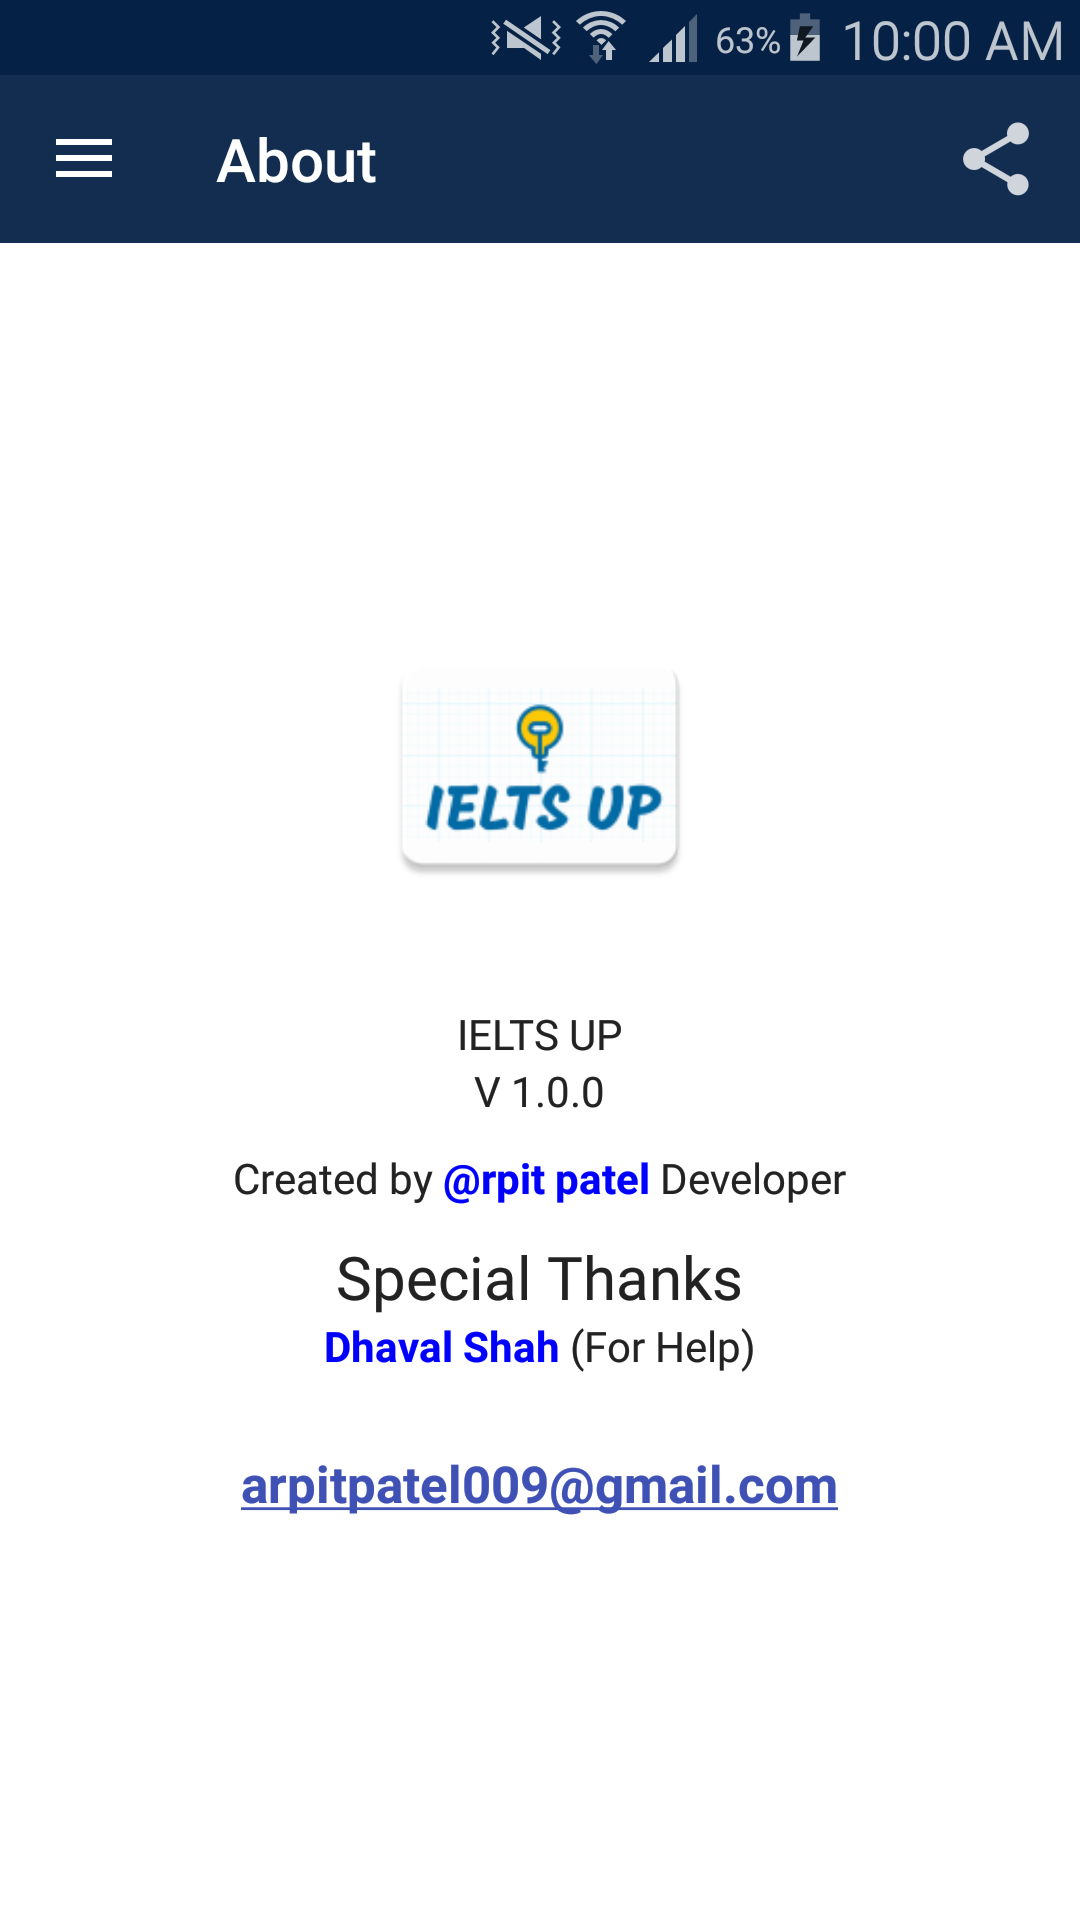 63% 10:00 AM
About
IELTS UP
IELTS UP
V 1.0.0
Created by @rpit patel Developer
Special Thanks
Dhaval Shah (For Help)
arpitpatel009@gmail.com